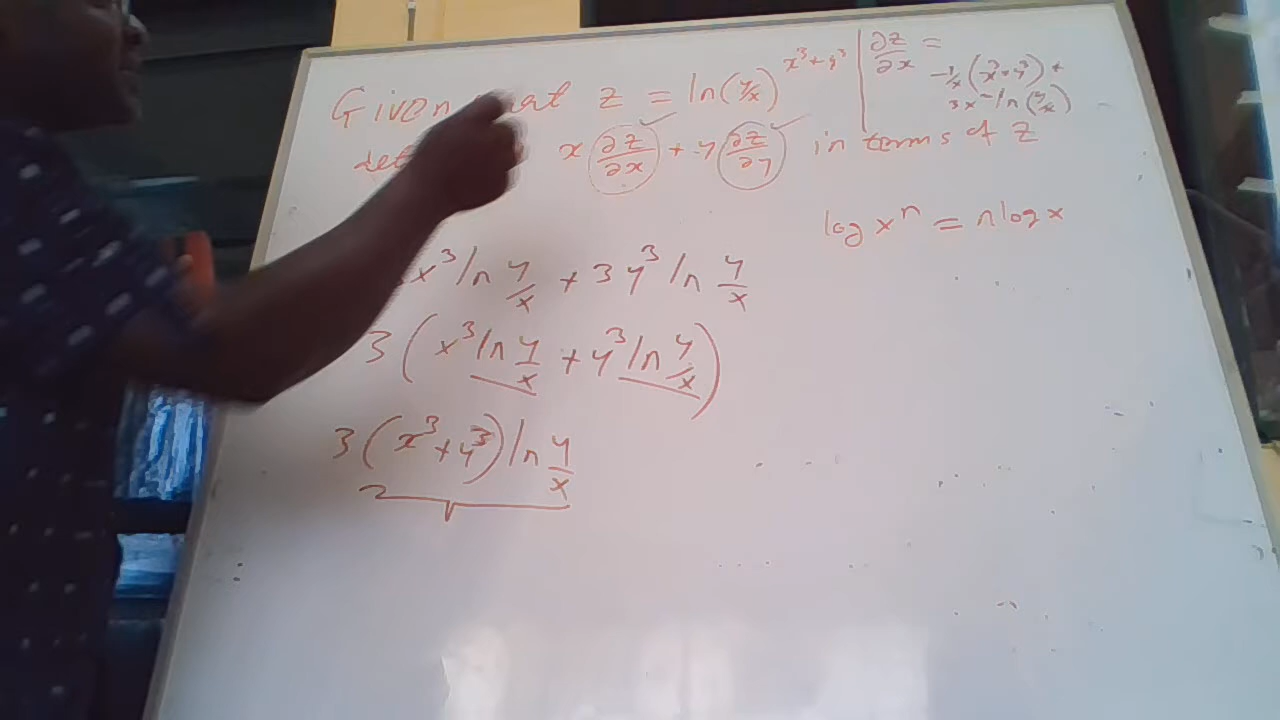 Given at z = ln(y/x)^x³+y³
det x ∂z/∂x + y ∂z/∂y in terms of z
∂z/∂x =
-1/x (x³+y³) +
3x² ln(y/x)
log xⁿ = n log x
x³ ln y/x + 3y³ ln y/x
3(x³ ln y/x + y³ ln y/x)
3(x³+y³) ln y/x